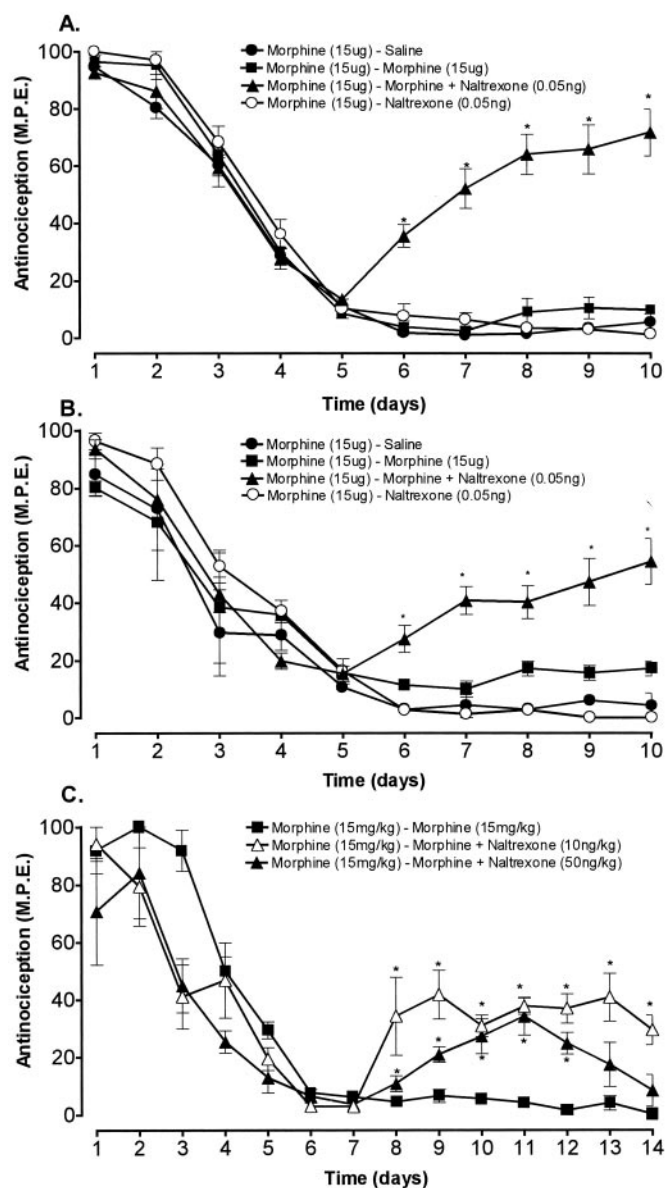 A.
Morphine (15ug) - Saline
Morphine (15ug) - Morphine (15ug)
Morphine (15ug) - Morphine + Naltrexone (0.05ng)
Morphine (15ug) - Naltrexone (0.05ng)
Antinociception (M.P.E.)
100
80
60
40
20
0
* * * * *
1 2 3 4 5 6 7 8 9 10
Time (days)
B.
Morphine (15ug) - Saline
Morphine (15ug) - Morphine (15ug)
Morphine (15ug) - Morphine + Naltrexone (0.05ng)
Morphine (15ug) - Naltrexone (0.05ng)
Antinociception (M.P.E.)
100
80
60
40
20
0
* * * * *
1 2 3 4 5 6 7 8 9 10
Time (days)
C.
Morphine (15mg/kg) - Morphine (15mg/kg)
Morphine (15mg/kg) - Morphine + Naltrexone (10ng/kg)
Morphine (15mg/kg) - Morphine + Naltrexone (50ng/kg)
Antinociception (M.P.E.)
100
80
60
40
20
0
* * * * * * *
* * * * *
1 2 3 4 5 6 7 8 9 10 11 12 13 14
Time (days)